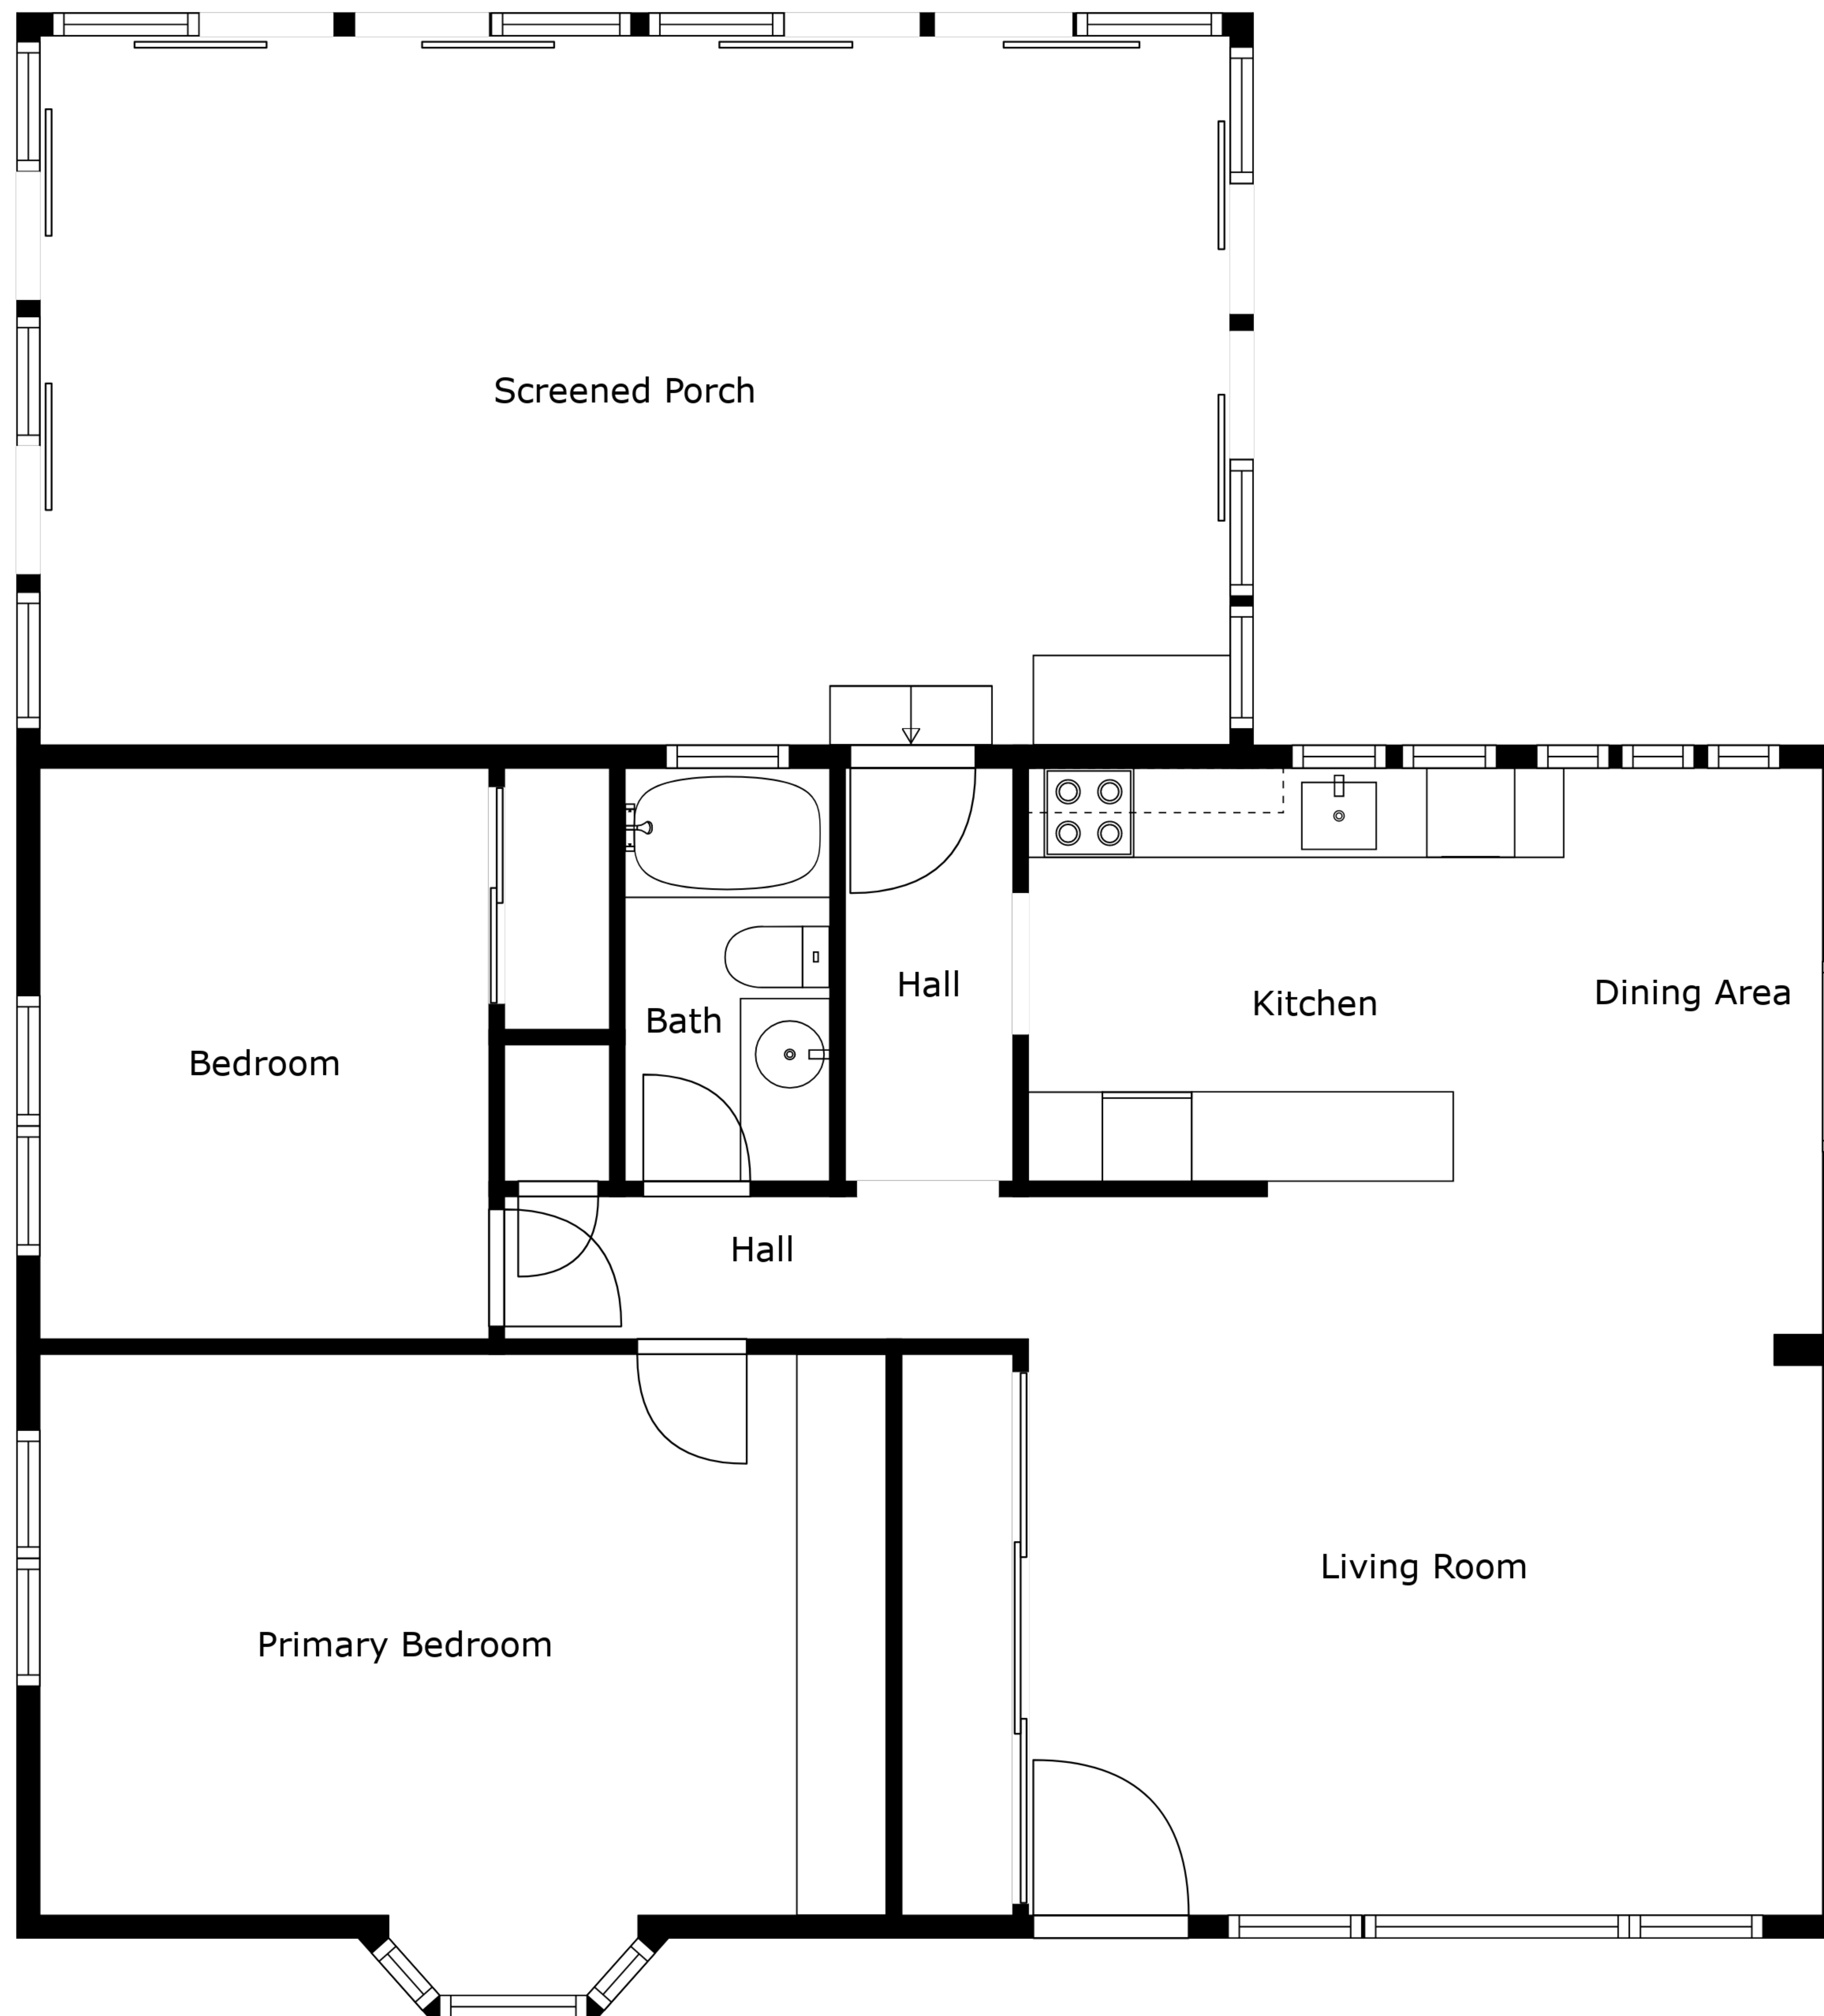 Screened Porch
Hall
Dining Area
Kitchen
Bath
Bedroom
Hall
Living Room
Primary Bedroom